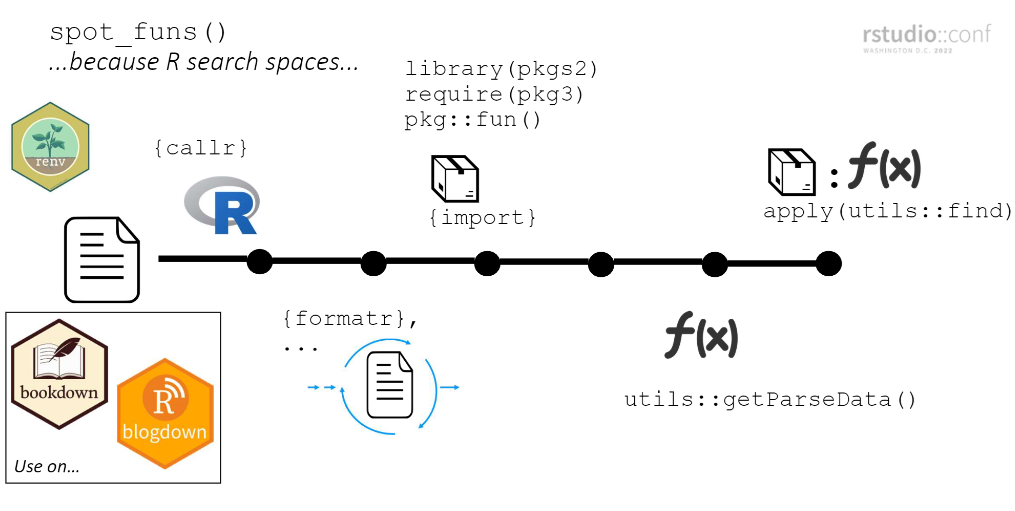 spot_funs()
...because R search spaces...
rstudio::conf
WASHINGTON D.C. 2022
library(pkgs2)
require(pkg3)
pkg::fun()
renv
{callr}
R
{import}
: f(x)
apply(utils::find)
{formatr},
...
f(x)
utils::getParseData()
bookdown
R
blogdown
Use on...